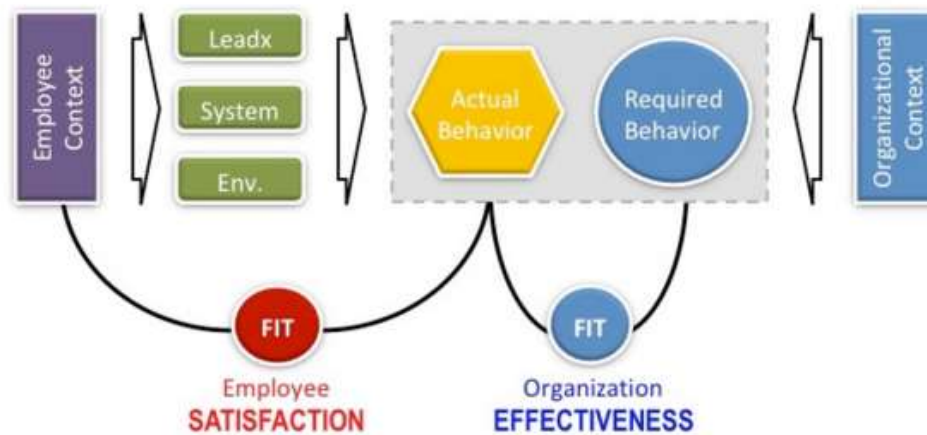 Employee
Context
Leadx
System
Env.
Actual
Behavior
Required
Behavior
Organizational
Context
FIT
Employee
SATISFACTION
FIT
Organization
EFFECTIVENESS